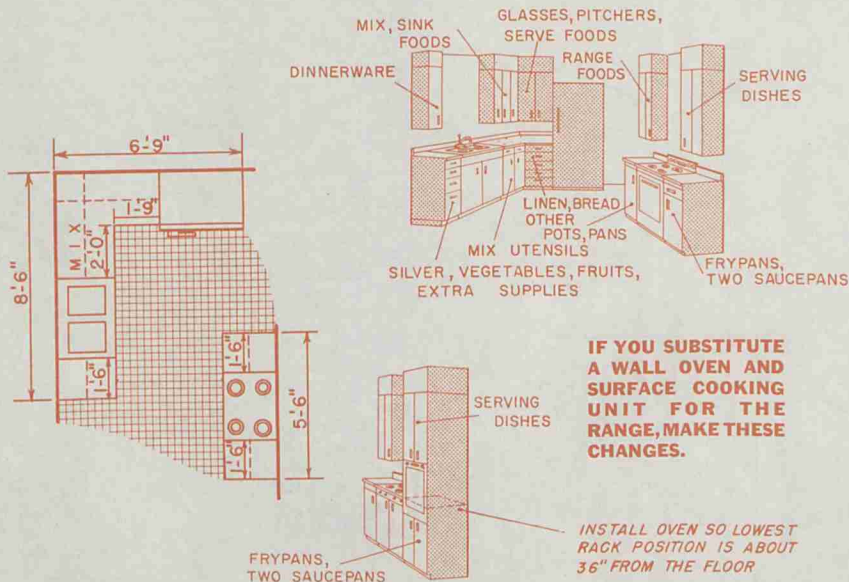 MIX, SINK
FOODS
GLASSES, PITCHERS,
SERVE FOODS
DINNERWARE
RANGE
FOODS
SERVING
DISHES
LINEN, BREAD
OTHER
POTS, PANS
MIX UTENSILS
SILVER, VEGETABLES, FRUITS,
EXTRA SUPPLIES
FRYPANS,
TWO SAUCEPANS
6'-9"
1'-9"
MIX
2'-0"
8'-6"
1'-6"
1'-6"
5'-6"
1'-6"
SERVING
DISHES
FRYPANS,
TWO SAUCEPANS
IF YOU SUBSTITUTE
A WALL OVEN AND
SURFACE COOKING
UNIT FOR THE
RANGE, MAKE THESE
CHANGES.
INSTALL OVEN SO LOWEST
RACK POSITION IS ABOUT
36" FROM THE FLOOR